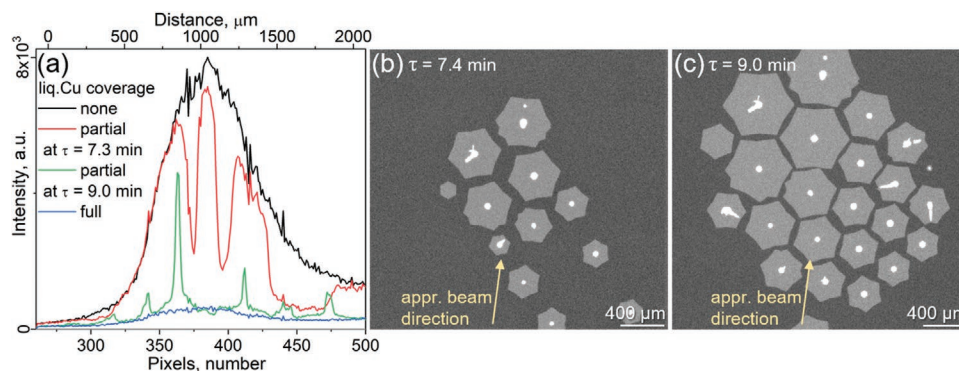 Distance, μm
0 500 1000 1500 2000
8x10³
(a)
liq.Cu coverage
none
partial
at τ = 7.3 min
partial
at τ = 9.0 min
full
Intensity, a.u.
0
300 350 400 450 500
Pixels, number
(b) τ = 7.4 min
appr. beam
direction
400 μm
(c) τ = 9.0 min
appr. beam
direction
400 μm